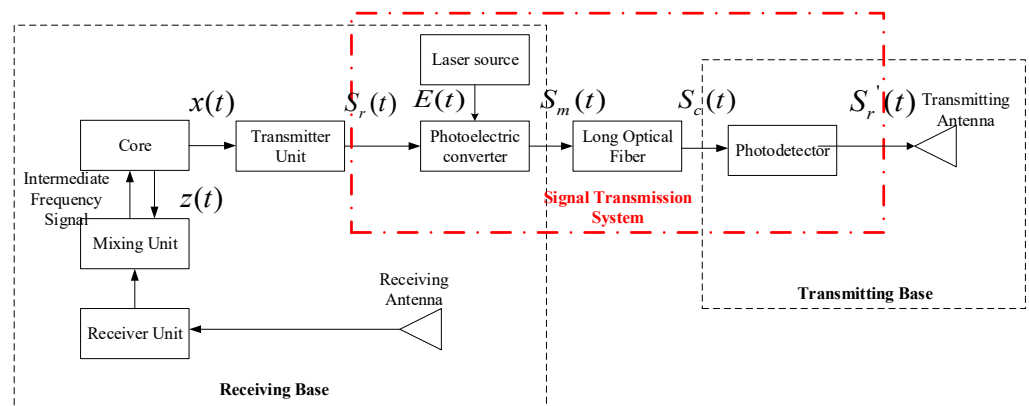 Laser source
x(t)
S_r(t)
E(t)
S_m(t)
S_c(t)
S_r'(t)
Transmitting
Antenna
Core
Transmitter
Unit
Photoelectric
converter
Long Optical
Fiber
Photodetector
Intermediate
Frequency
Signal
z(t)
Signal Transmission
System
Mixing Unit
Receiving
Antenna
Transmitting Base
Receiver Unit
Receiving Base